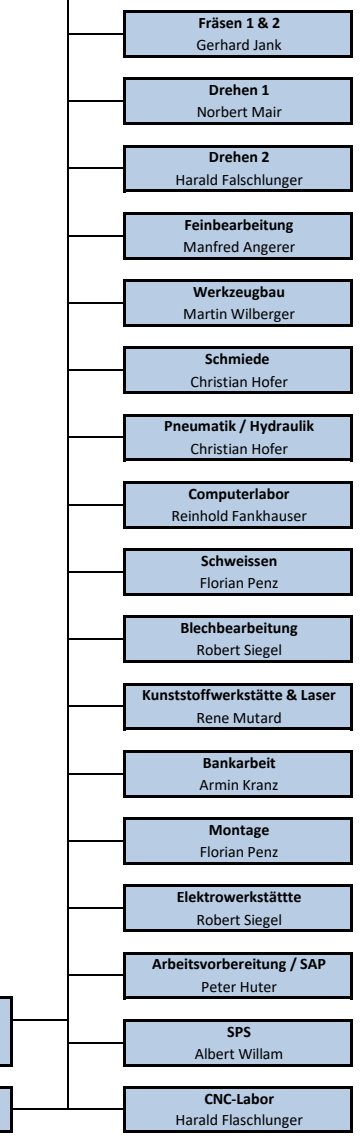 Fräsen 1 & 2
Gerhard Jank
Drehen 1
Norbert Mair
Drehen 2
Harald Falschlunger
Feinbearbeitung
Manfred Angerer
Werkzeugbau
Martin Wilberger
Schmiede
Christian Hofer
Pneumatik / Hydraulik
Christian Hofer
Computerlabor
Reinhold Fankhauser
Schweissen
Florian Penz
Blechbearbeitung
Robert Siegel
Kunststoffwerkstätte & Laser
Rene Mutard
Bankarbeit
Armin Kranz
Montage
Florian Penz
Elektrowerkstättte
Robert Siegel
Arbeitsvorbereitung / SAP
Peter Huter
SPS
Albert Willam
CNC-Labor
Harald Flaschlunger